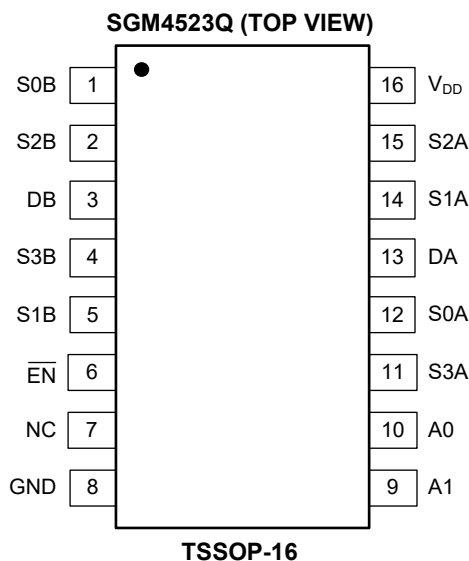 SGM4523Q (TOP VIEW)
S0B 1 16 VDD
S2B 2 15 S2A
DB 3 14 S1A
S3B 4 13 DA
S1B 5 12 S0A
E̅N̅ 6 11 S3A
NC 7 10 A0
GND 8 9 A1
TSSOP-16